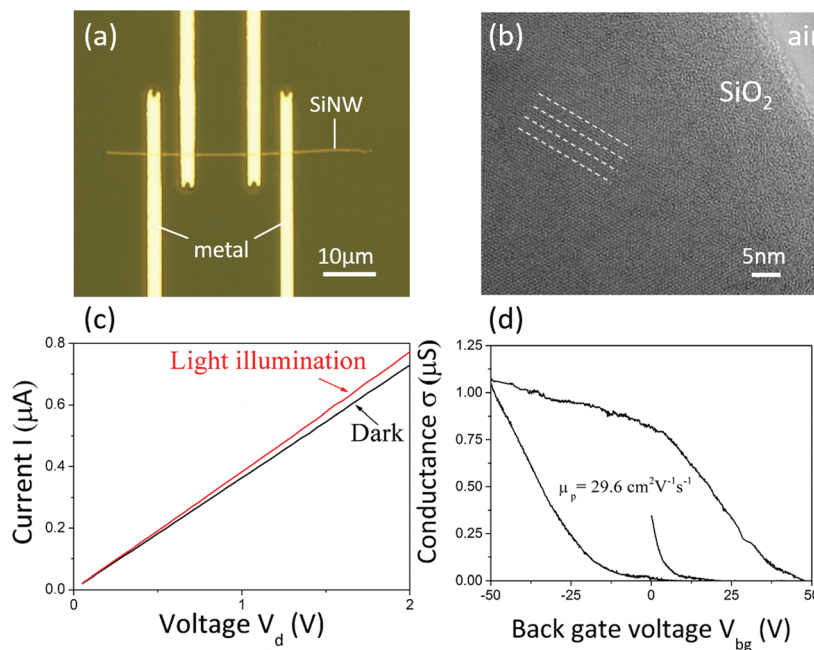 (a)
SiNW
metal
10μm
(b)
air
SiO2
5nm
(c)
0.8
0.6
0.4
0.2
0.0
0
1
2
Current I (μA)
Voltage Vd (V)
Light illumination
Dark
(d)
1.25
1.00
0.75
0.50
0.25
0.00
-50
-25
0
25
50
Conductance σ (μS)
Back gate voltage Vbg (V)
μp= 29.6 cm²V⁻¹s⁻¹